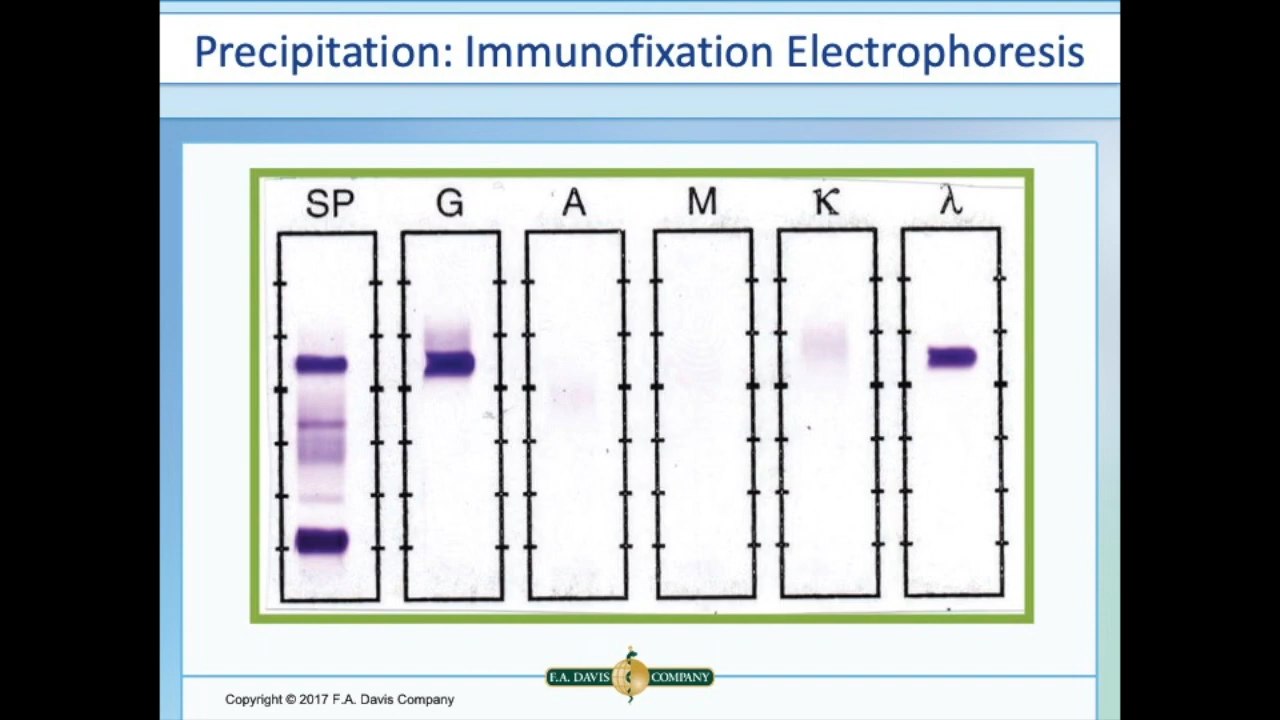 Precipitation: Immunofixation Electrophoresis
SP G A M κ λ
F.A. DAVIS COMPANY
Copyright © 2017 F.A. Davis Company